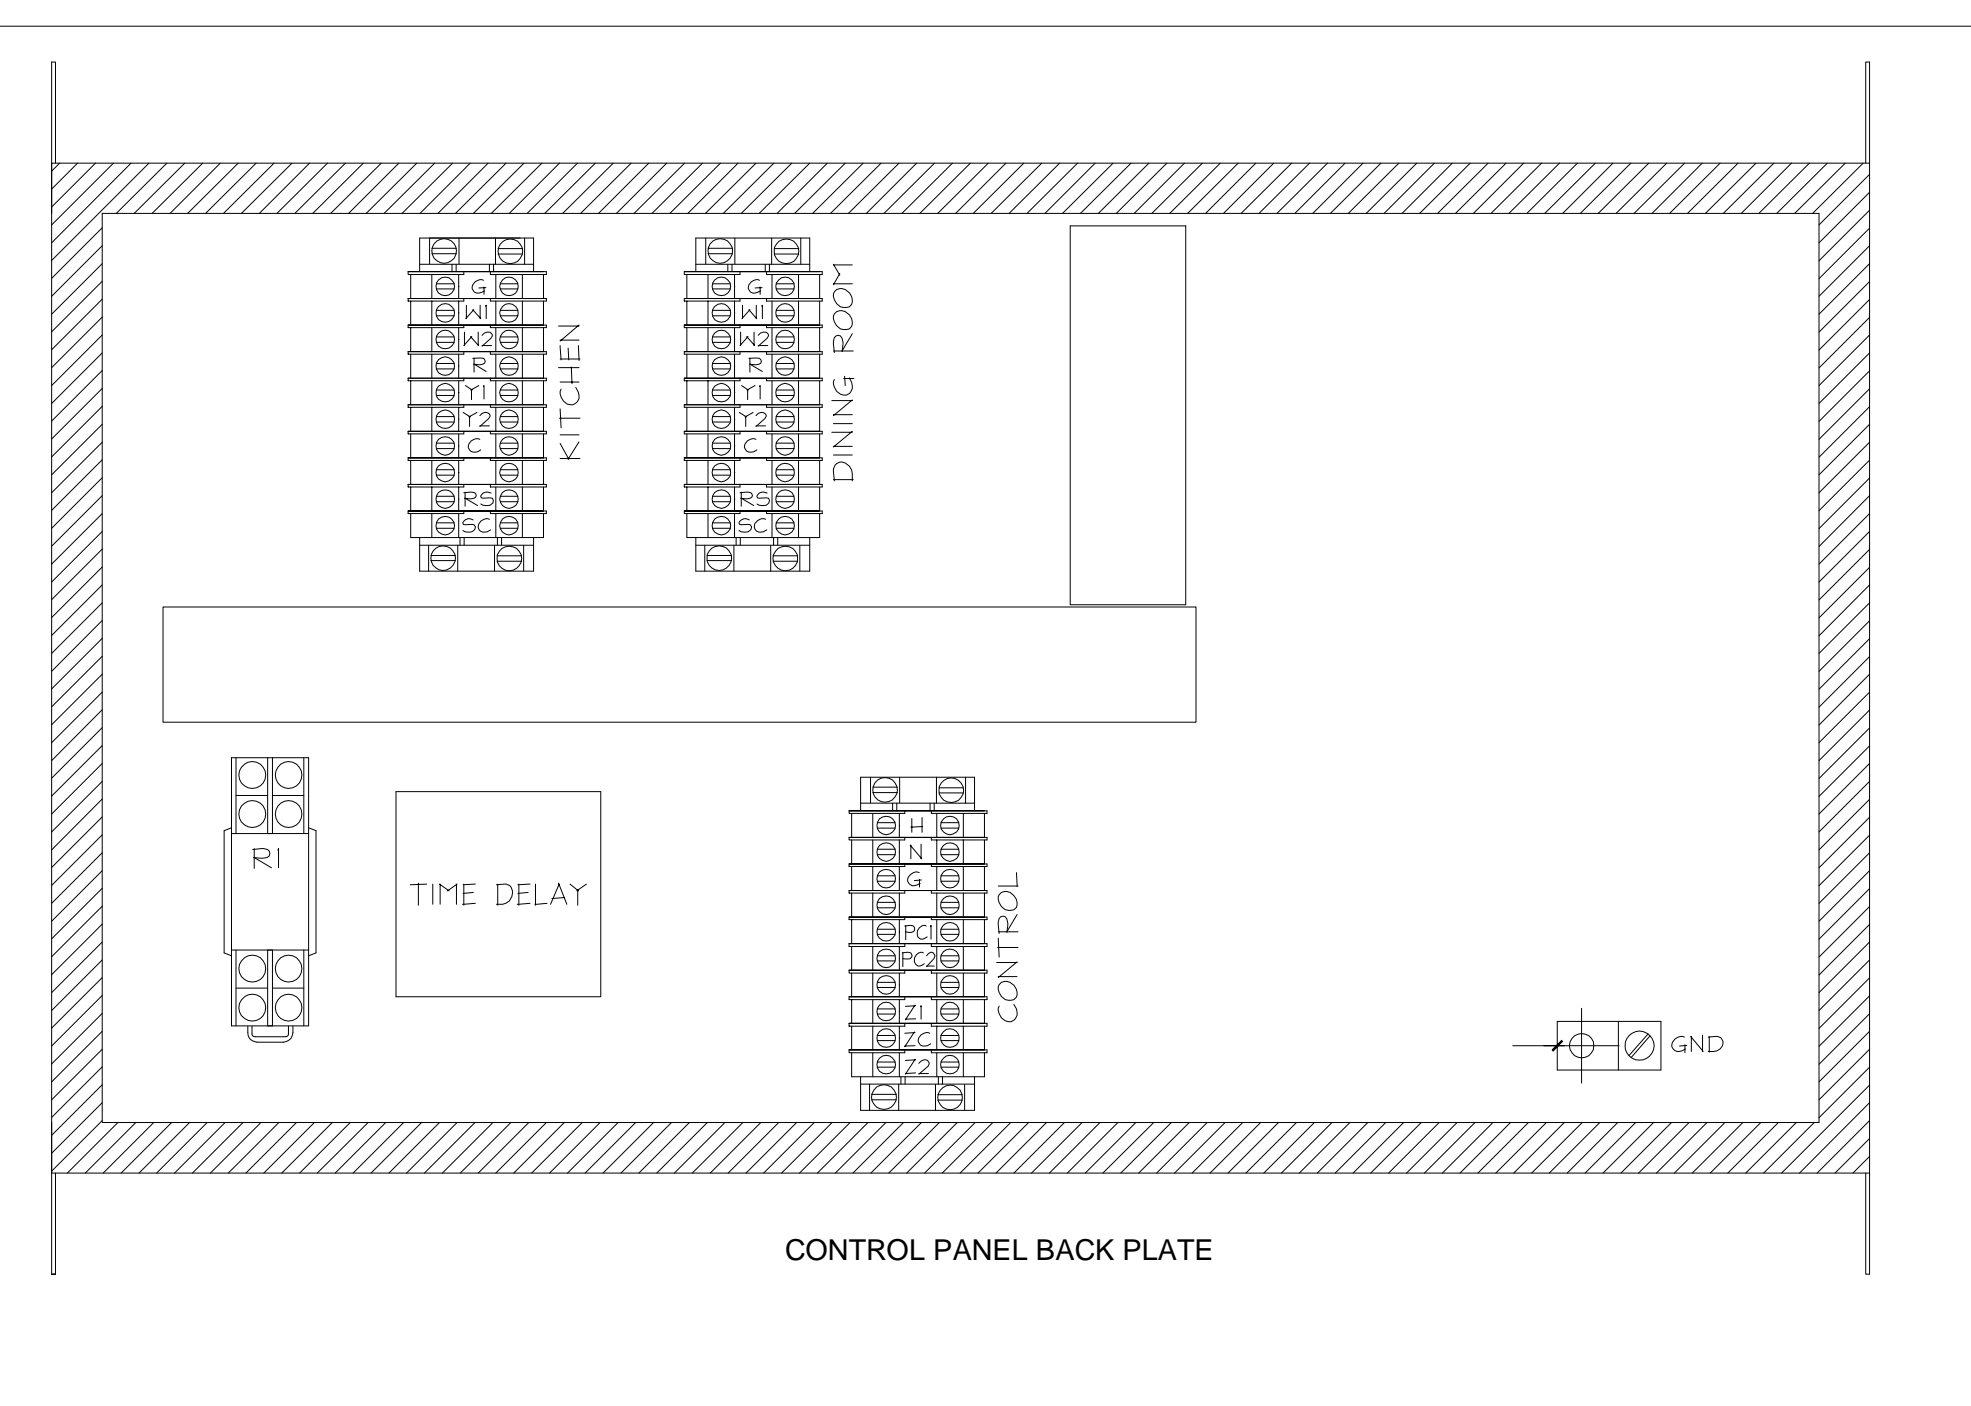 G
W1
W2
R
Y1
Y2
C
RS
SC
KITCHEN
G
W1
W2
R
Y1
Y2
C
RS
SC
DINING ROOM
R1
TIME DELAY
H
N
G
PC1
PC2
Z1
ZC
Z2
CONTROL
GND
CONTROL PANEL BACK PLATE